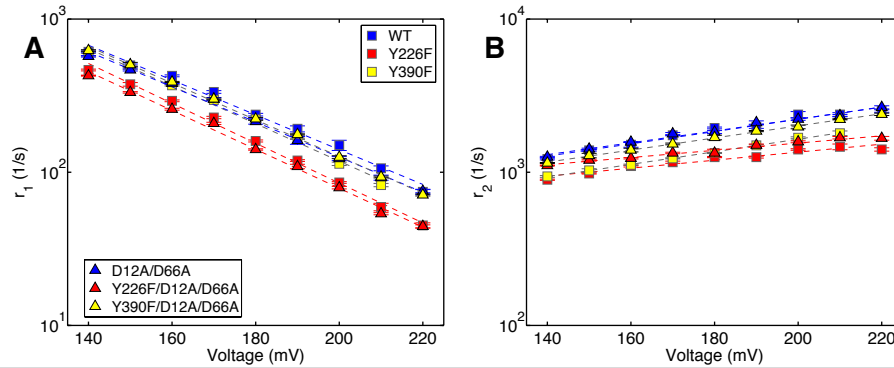 A
10³
10²
10¹
r₁ (1/s)
WT
Y226F
Y390F
D12A/D66A
Y226F/D12A/D66A
Y390F/D12A/D66A
140 160 180 200 220
Voltage (mV)
B
10⁴
10³
10²
r₂ (1/s)
140 160 180 200 220
Voltage (mV)